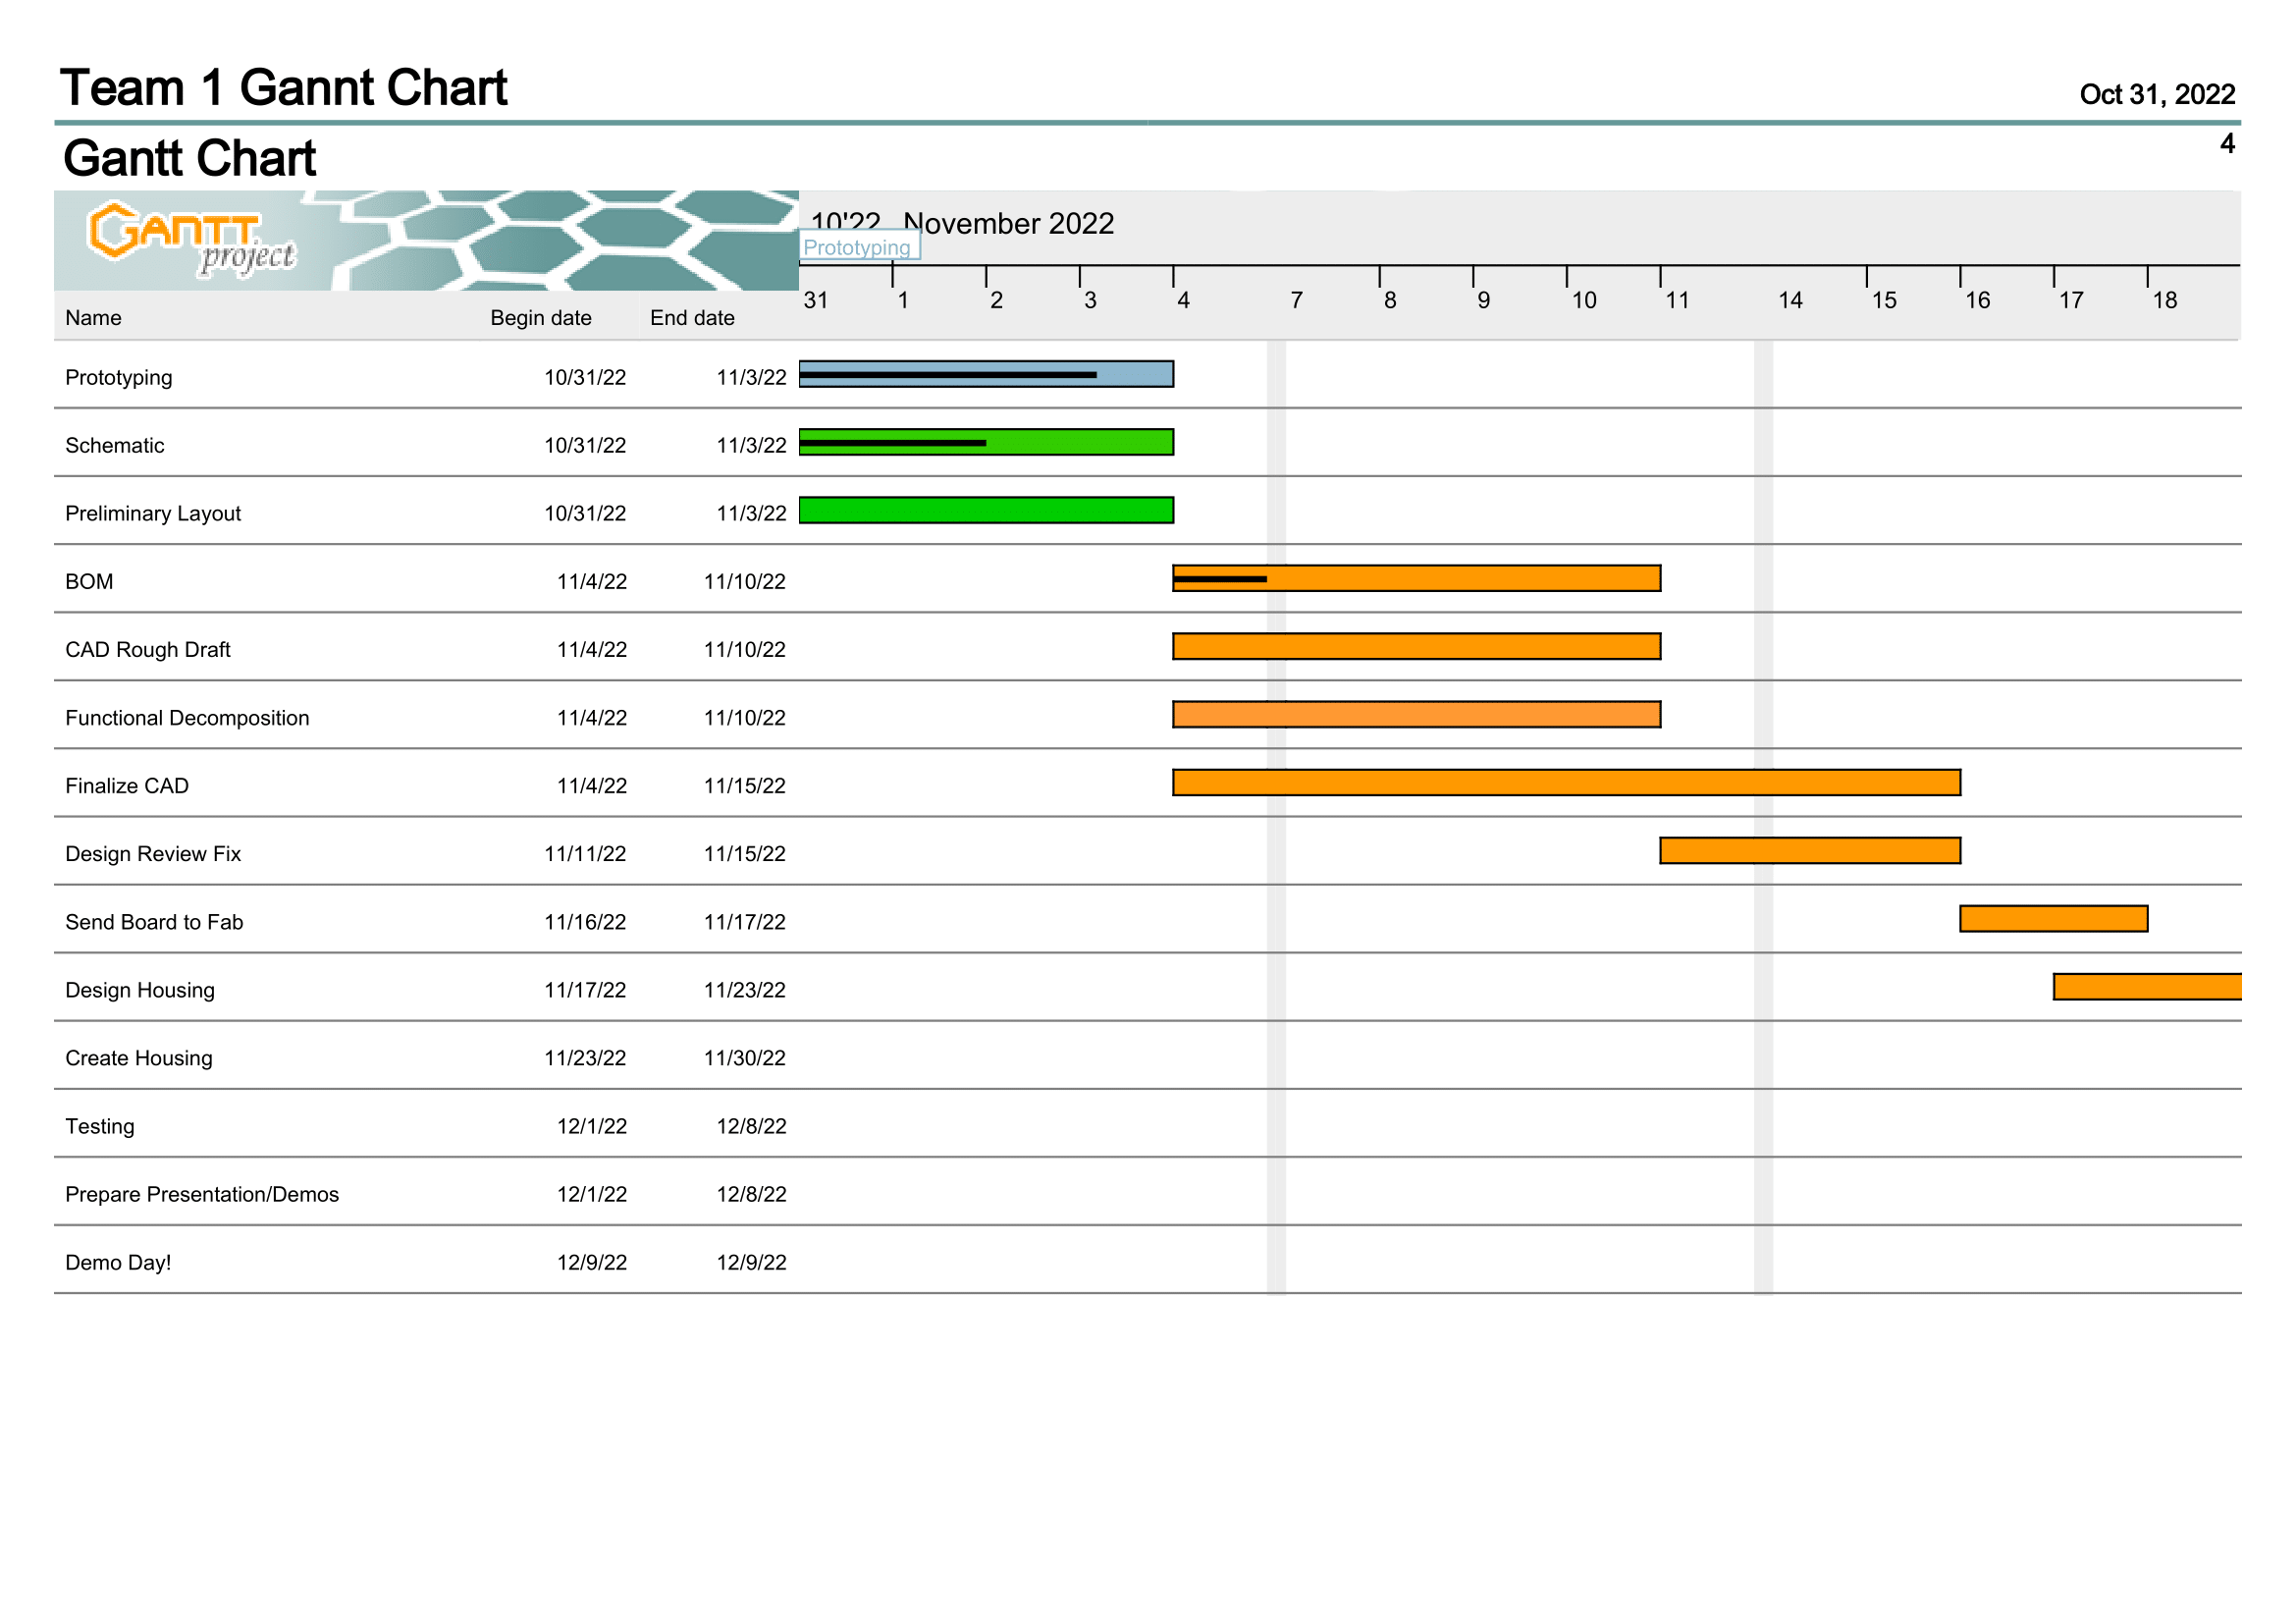 Team 1 Gannt Chart
Oct 31, 2022
Gantt Chart
4
GANTT
project
10'22 November 2022
Prototyping
31 1 2 3 4 7 8 9 10 11 14 15 16 17 18
Name Begin date End date
Prototyping 10/31/22 11/3/22
Schematic 10/31/22 11/3/22
Preliminary Layout 10/31/22 11/3/22
BOM 11/4/22 11/10/22
CAD Rough Draft 11/4/22 11/10/22
Functional Decomposition 11/4/22 11/10/22
Finalize CAD 11/4/22 11/15/22
Design Review Fix 11/11/22 11/15/22
Send Board to Fab 11/16/22 11/17/22
Design Housing 11/17/22 11/23/22
Create Housing 11/23/22 11/30/22
Testing 12/1/22 12/8/22
Prepare Presentation/Demos 12/1/22 12/8/22
Demo Day! 12/9/22 12/9/22